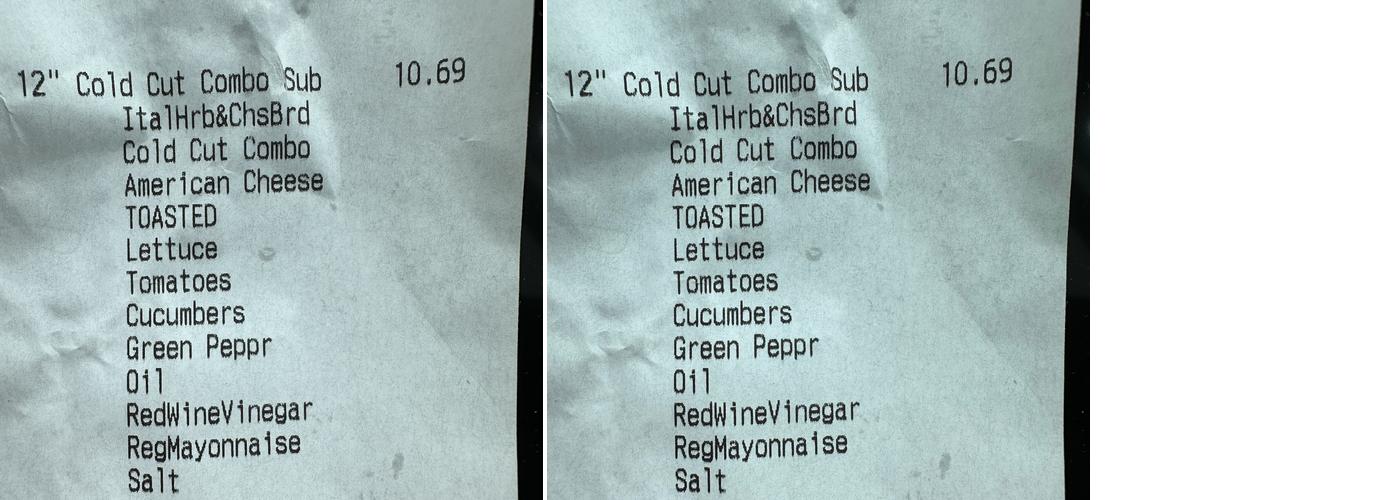 12" Cold Cut Combo Sub 10.69
ItalHrb&ChsBrd
Cold Cut Combo
American Cheese
TOASTED
Lettuce
Tomatoes
Cucumbers
Green Peppr
Oil
RedWineVinegar
RegMayonnaise
Salt
12" Cold Cut Combo Sub 10.69
ItalHrb&ChsBrd
Cold Cut Combo
American Cheese
TOASTED
Lettuce
Tomatoes
Cucumbers
Green Peppr
Oil
RedWineVinegar
RegMayonnaise
Salt